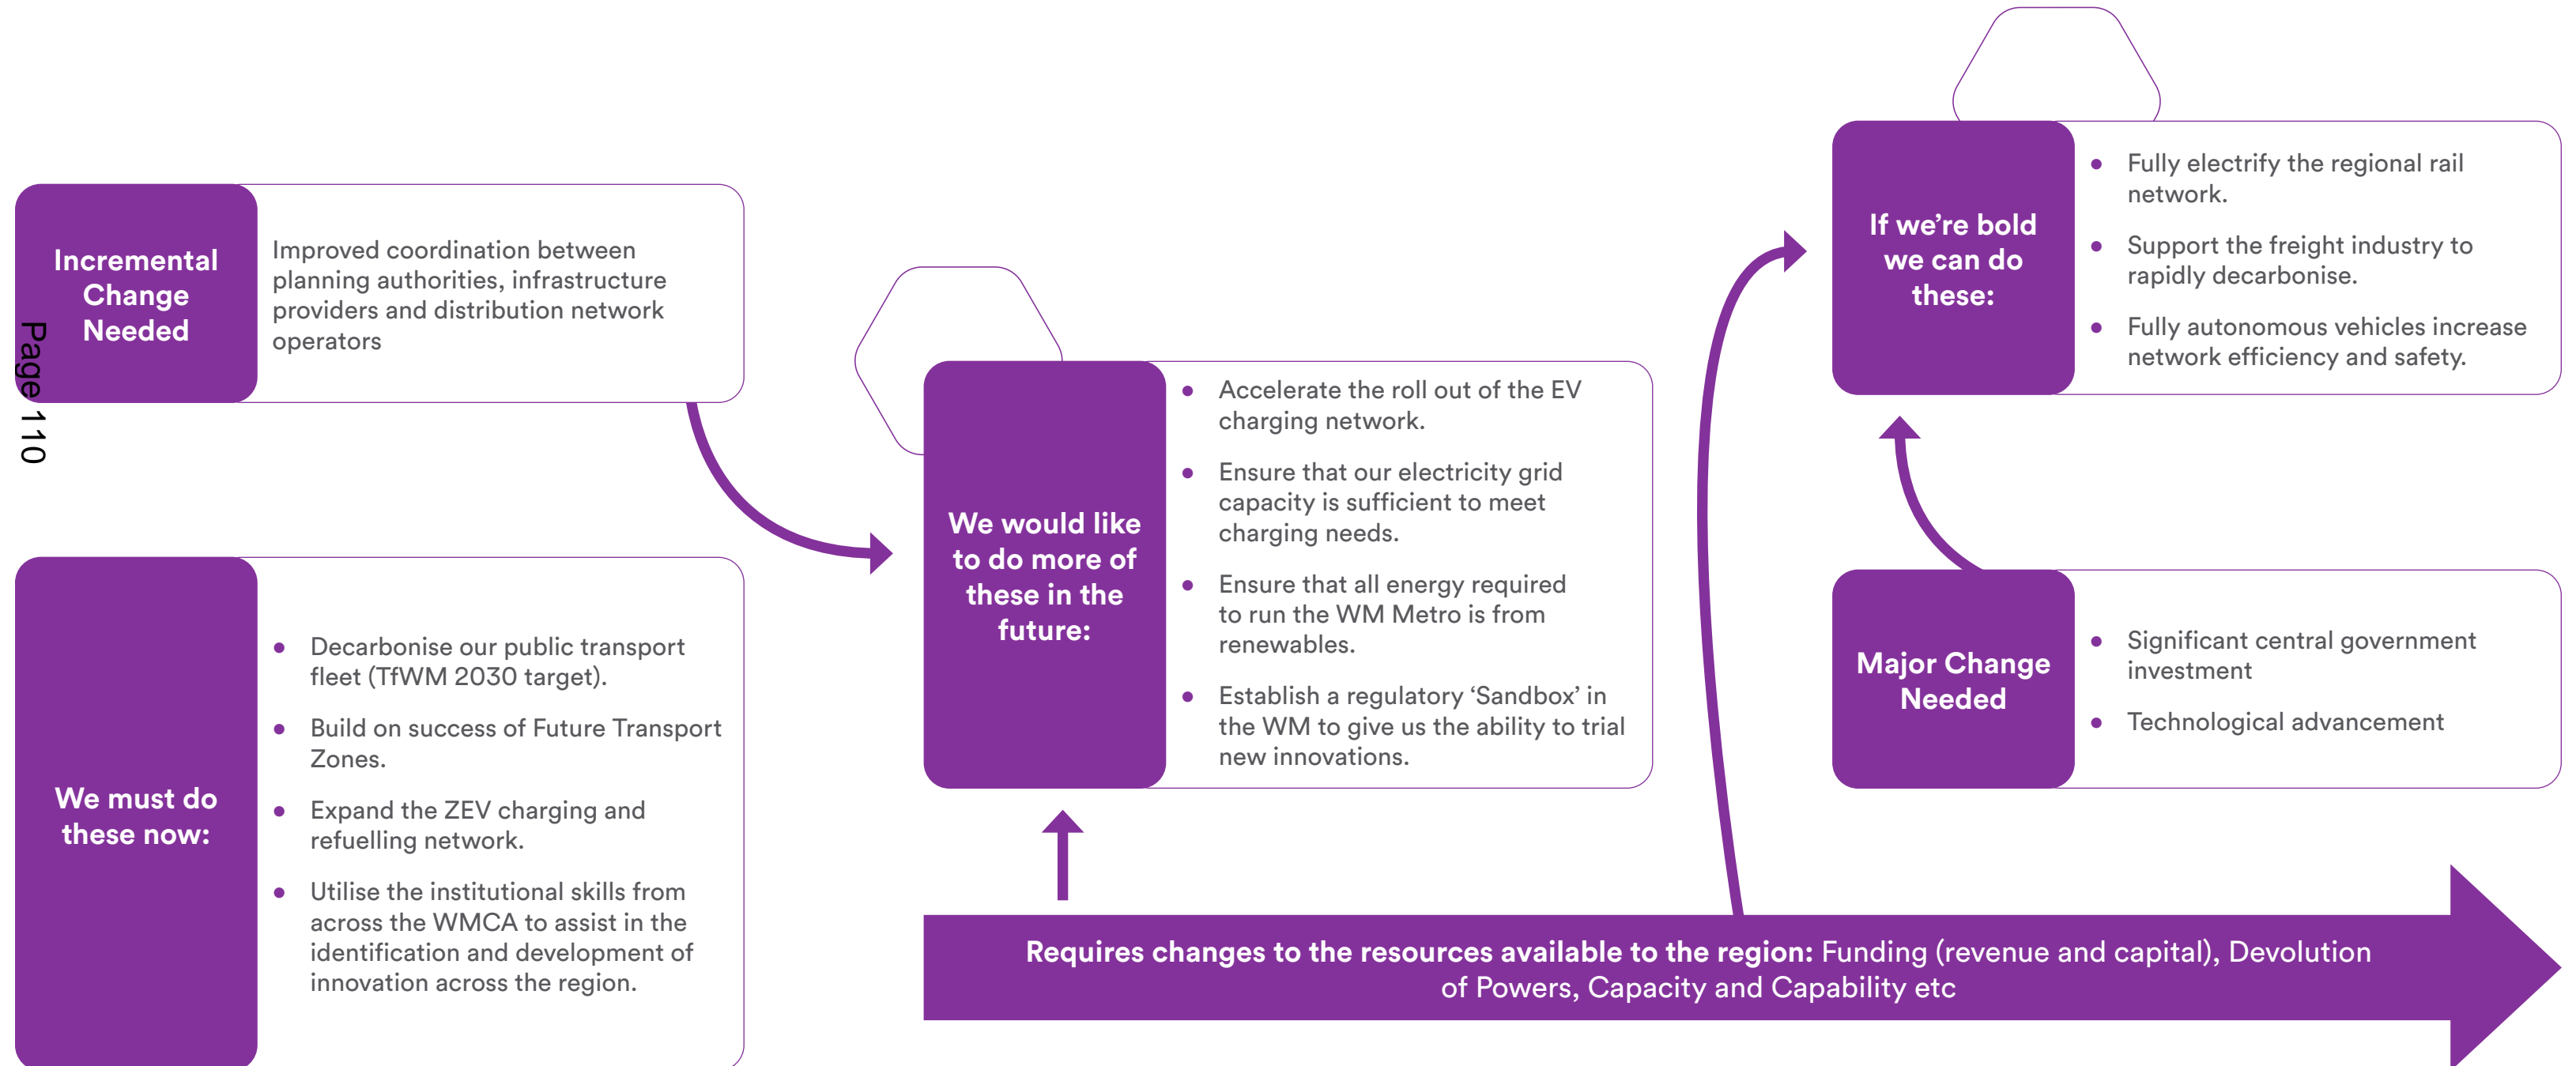 Incremental
Change
Needed
Improved coordination between
planning authorities, infrastructure
providers and distribution network
operators
Page 110
We must do
these now:
• Decarbonise our public transport
fleet (TfWM 2030 target).
• Build on success of Future Transport
Zones.
• Expand the ZEV charging and
refuelling network.
• Utilise the institutional skills from
across the WMCA to assist in the
identification and development of
innovation across the region.
We would like
to do more of
these in the
future:
• Accelerate the roll out of the EV
charging network.
• Ensure that our electricity grid
capacity is sufficient to meet
charging needs.
• Ensure that all energy required
to run the WM Metro is from
renewables.
• Establish a regulatory ‘Sandbox’ in
the WM to give us the ability to trial
new innovations.
If we’re bold
we can do
these:
• Fully electrify the regional rail
network.
• Support the freight industry to
rapidly decarbonise.
• Fully autonomous vehicles increase
network efficiency and safety.
Major Change
Needed
• Significant central government
investment
• Technological advancement
Requires changes to the resources available to the region: Funding (revenue and capital), Devolution
of Powers, Capacity and Capability etc